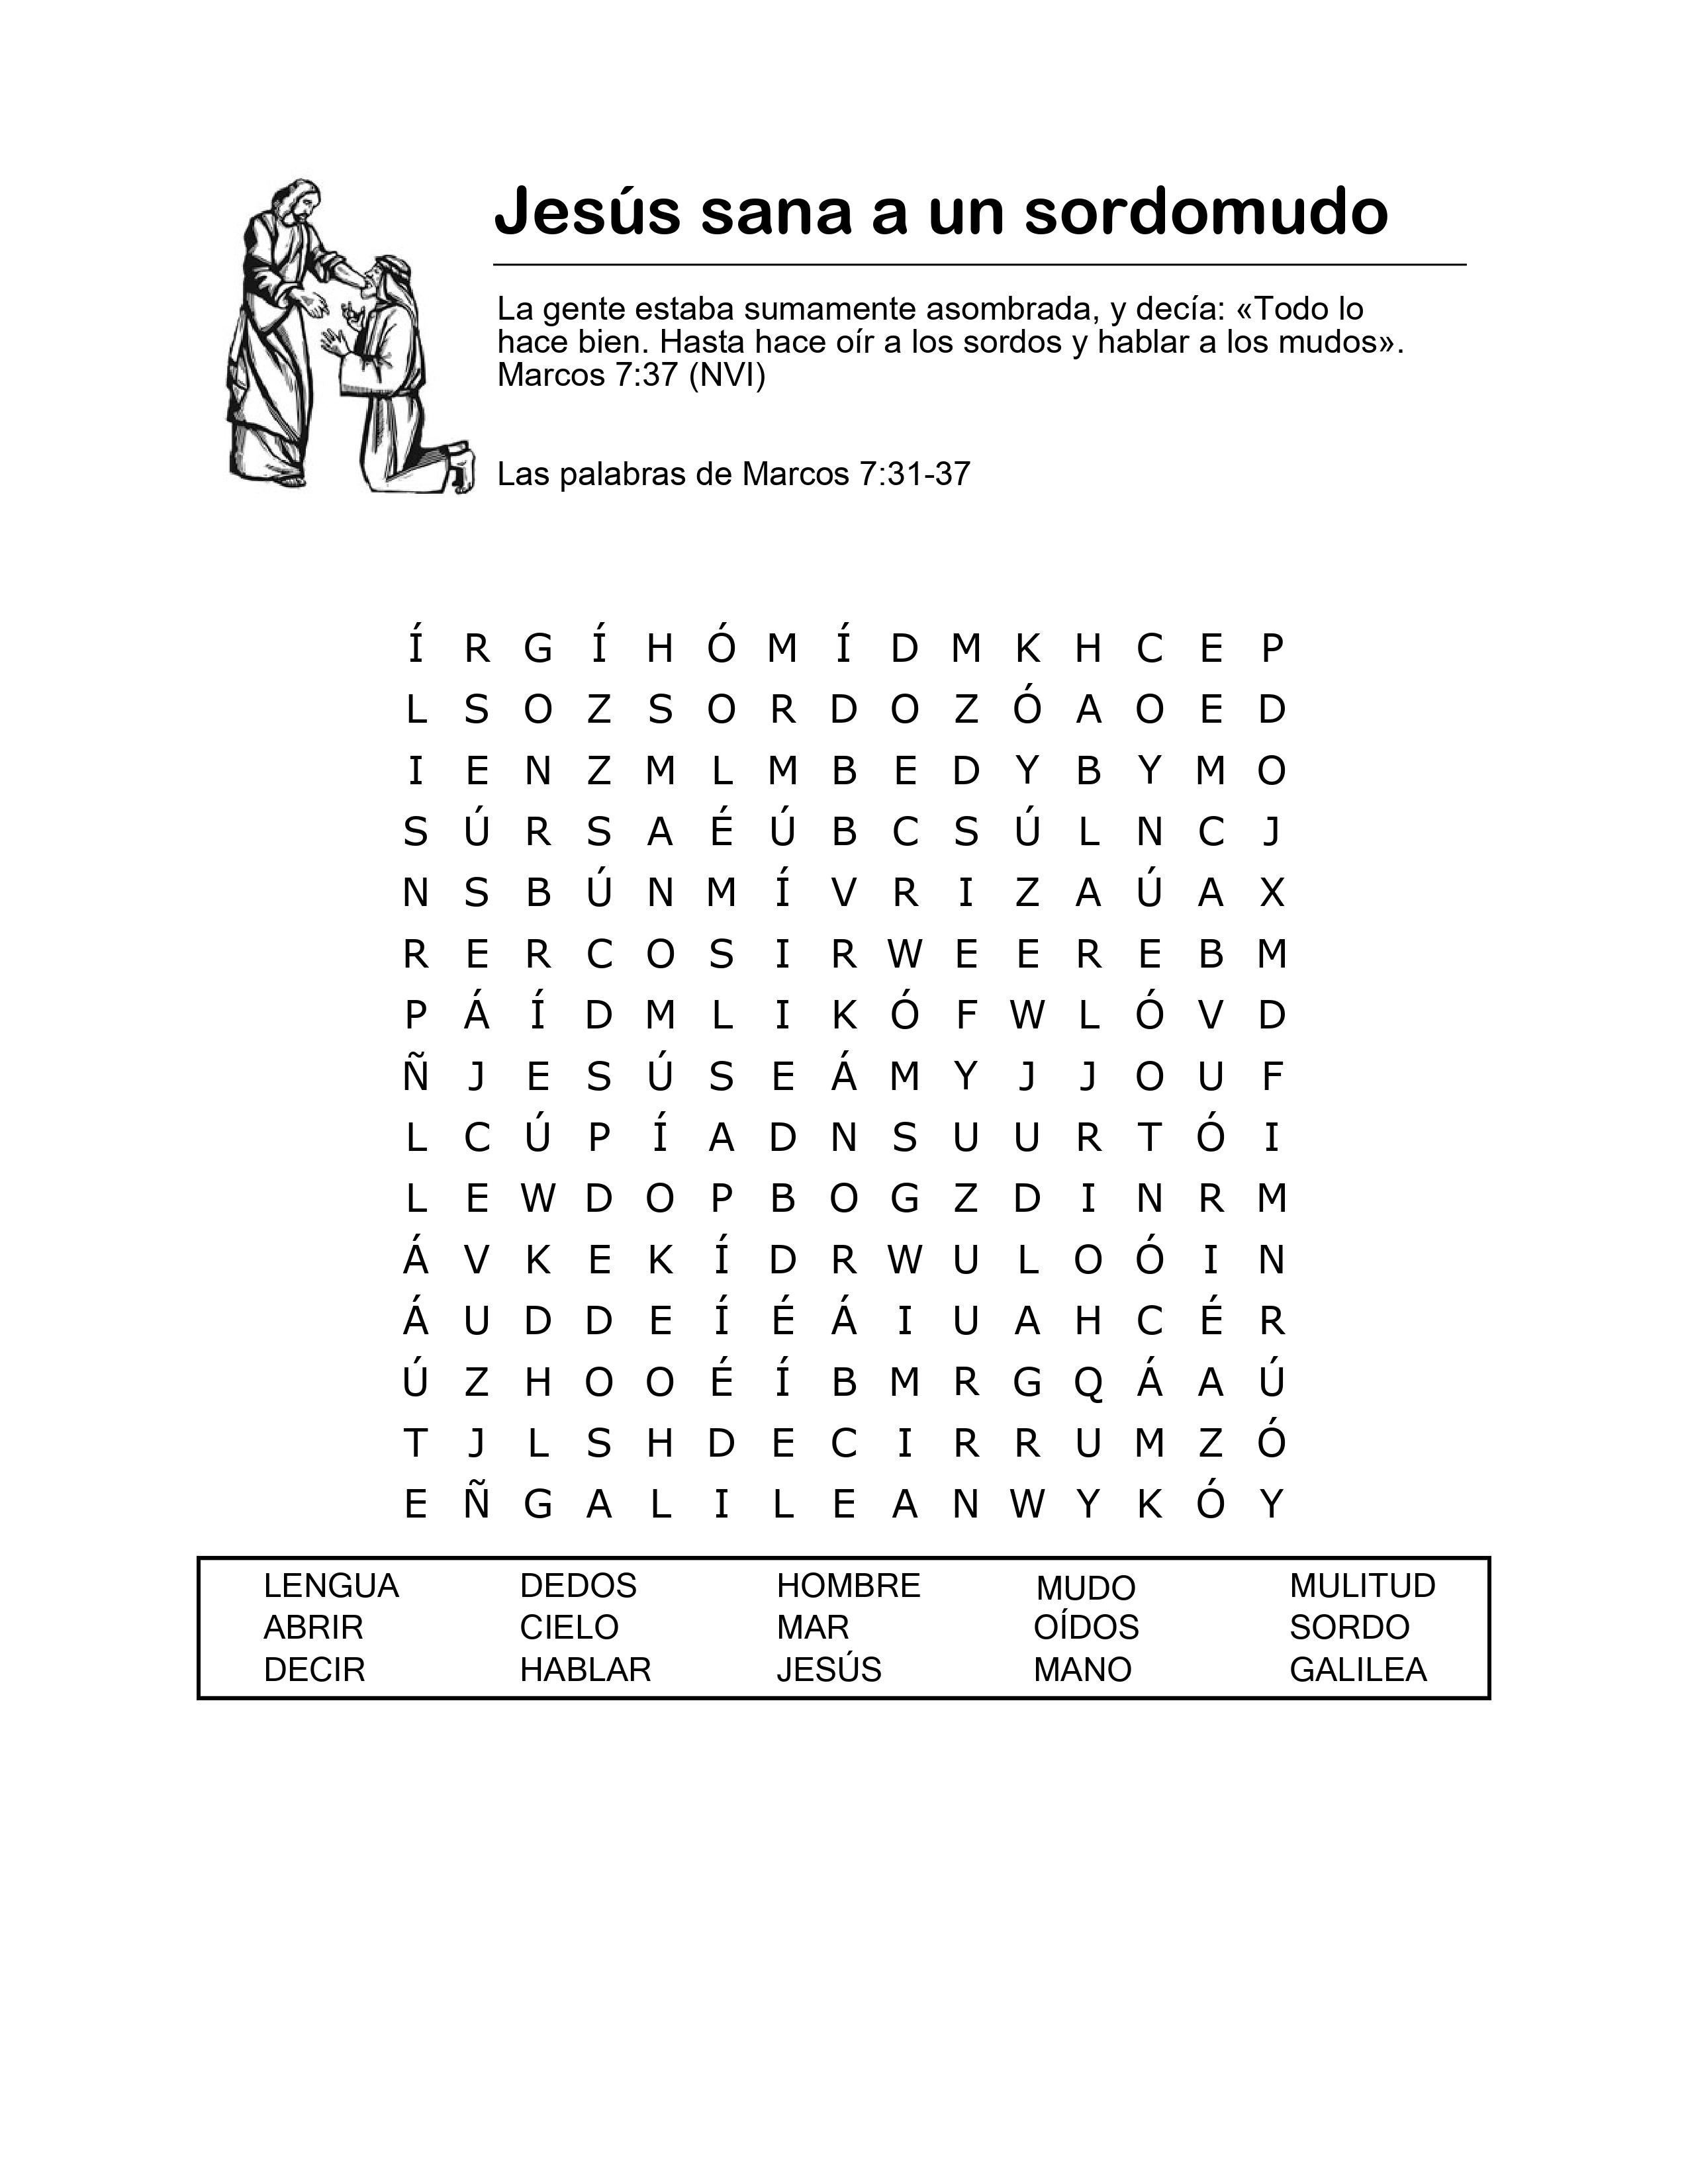 Jesús sana a un sordomudo
La gente estaba sumamente asombrada, y decía: «Todo lo
hace bien. Hasta hace oír a los sordos y hablar a los mudos».
Marcos 7:37 (NVI)
Las palabras de Marcos 7:31-37
Í R G Í H Ó M Í D M K H C E P
L S O Z S O R D O Z Ó A O E D
I E N Z M L M B E D Y B Y M O
S Ú R S A É Ú B C S Ú L N C J
N S B Ú N M Í V R I Z A Ú A X
R E R C O S I R W E E R E B M
P Á Í D M L I K Ó F W L Ó V D
Ñ J E S Ú S E Á M Y J J O U F
L C Ú P Í A D N S U U R T Ó I
L E W D O P B O G Z D I N R M
Á V K E K Í D R W U L O Ó I N
Á U D D E Í É Á I U A H C É R
Ú Z H O O É Í B M R G Q Á A Ú
T J L S H D E C I R R U M Z Ó
E Ñ G A L I L E A N W Y K Ó Y
LENGUA DEDOS HOMBRE MUDO MULITUD
ABRIR CIELO MAR OÍDOS SORDO
DECIR HABLAR JESÚS MANO GALILEA